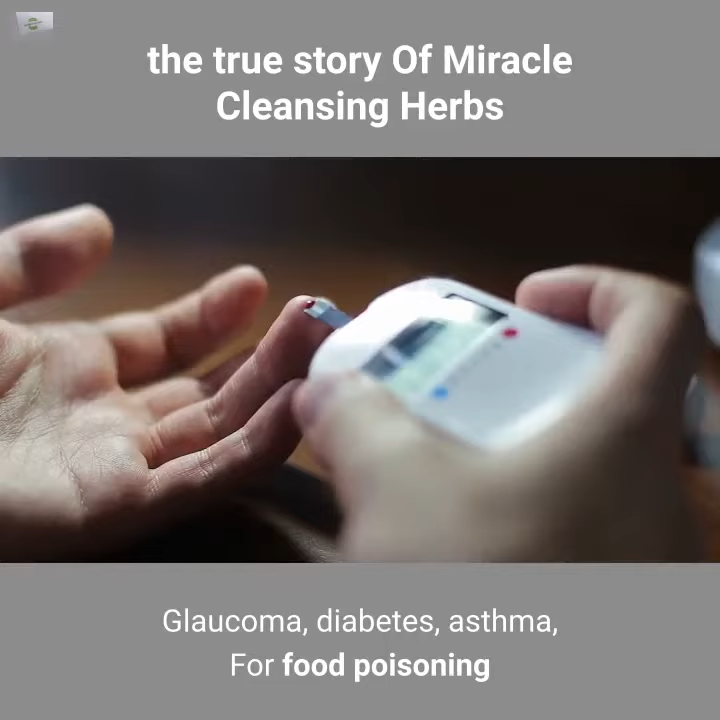 the true story Of Miracle
Cleansing Herbs
Glaucoma, diabetes, asthma,
For food poisoning